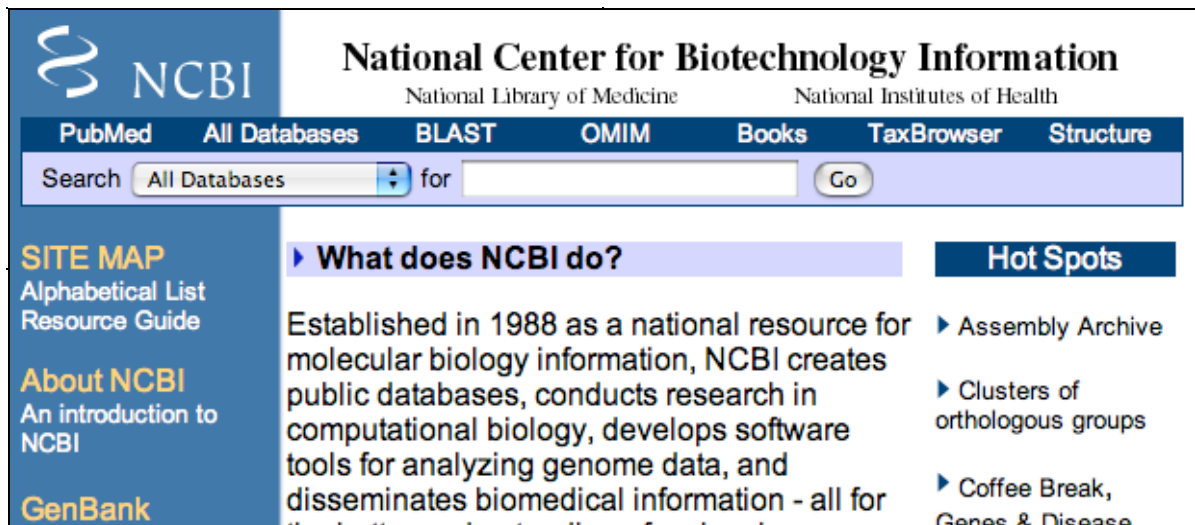 NCBI
National Center for Biotechnology Information
National Library of Medicine National Institutes of Health
PubMed All Databases BLAST OMIM Books TaxBrowser Structure
Search All Databases for Go
SITE MAP
Alphabetical List
Resource Guide
About NCBI
An introduction to
NCBI
GenBank
What does NCBI do?
Established in 1988 as a national resource for
molecular biology information, NCBI creates
public databases, conducts research in
computational biology, develops software
tools for analyzing genome data, and
disseminates biomedical information - all for
Hot Spots
Assembly Archive
Clusters of
orthologous groups
Coffee Break,
Genes & Disease